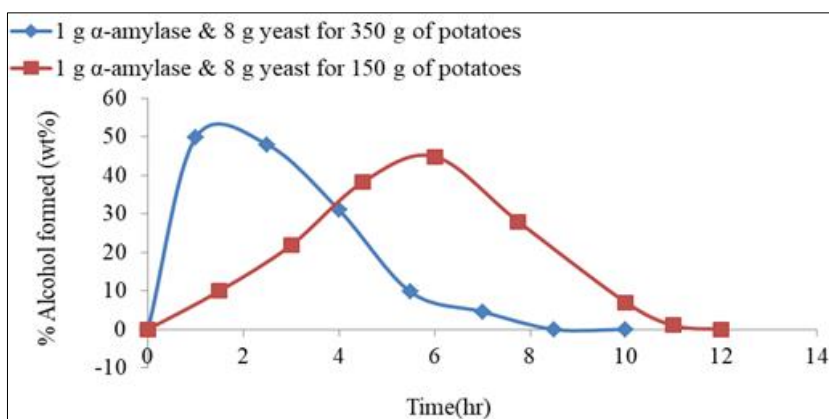 1 g α-amylase & 8 g yeast for 350 g of potatoes
1 g α-amylase & 8 g yeast for 150 g of potatoes
% Alcohol formed (wt%)
60
50
40
30
20
10
0
-10
0 2 4 6 8 10 12 14
Time(hr)